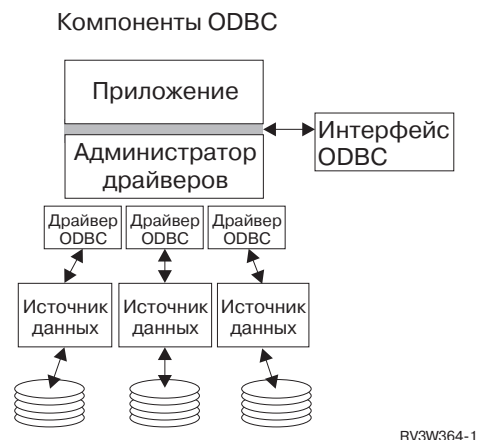 Компоненты ODBC
Приложение
Интерфейс
ODBC
Администратор
драйверов
Драйвер
ODBC
Драйвер
ODBC
Драйвер
ODBC
Источник
данных
Источник
данных
Источник
данных
RV3W364-1